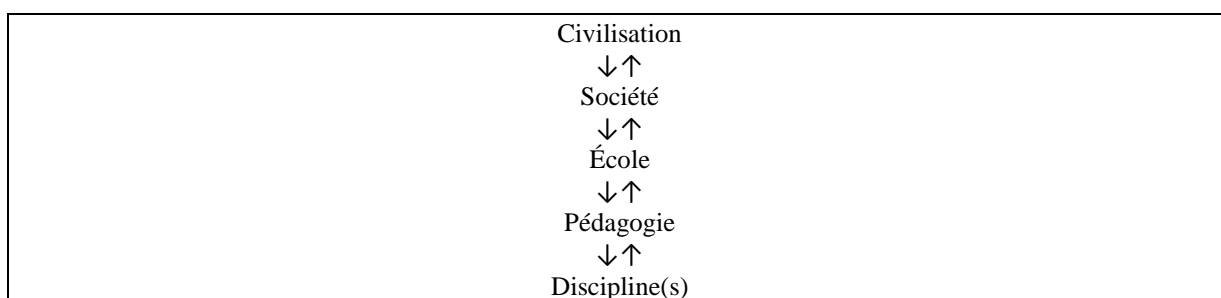 Civilisation
↓↑
Société
↓↑
École
↓↑
Pédagogie
↓↑
Discipline(s)